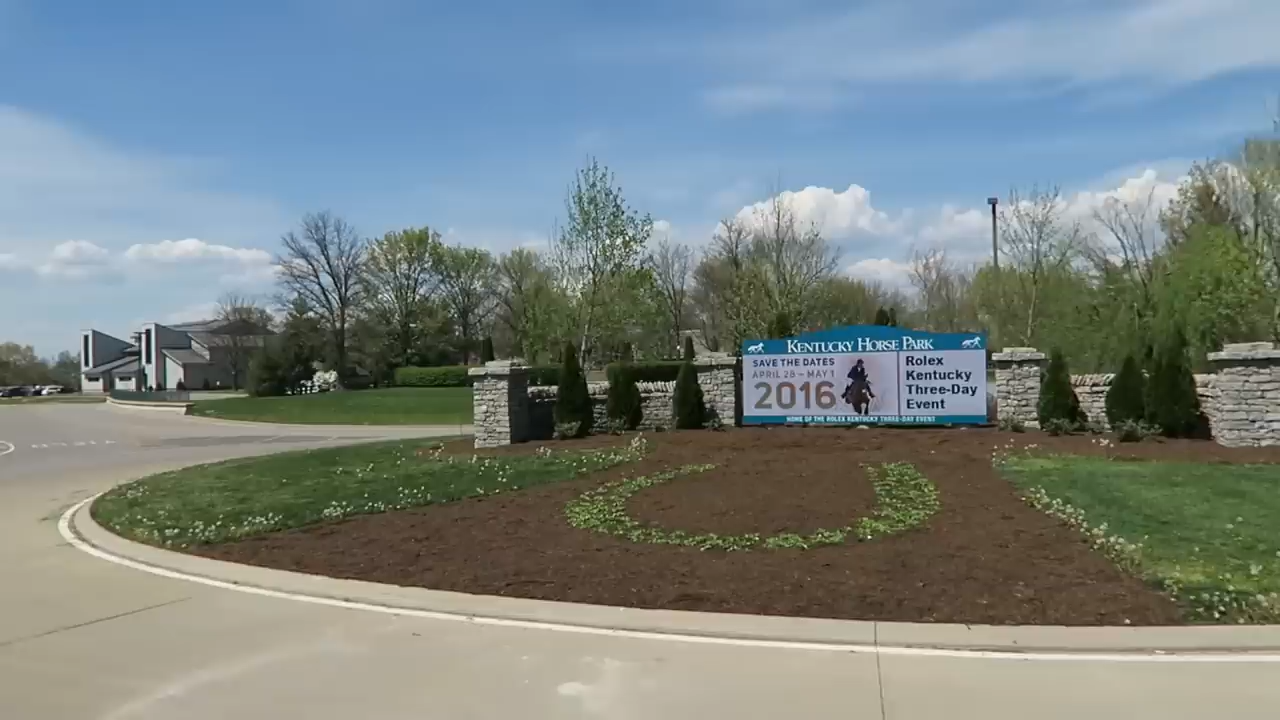 KENTUCKY HORSE PARK
SAVE THE DATES
APRIL 28 - MAY 1
2016
Rolex
Kentucky
Three-Day
Event
HOME OF THE ROLEX KENTUCKY THREE-DAY EVENT